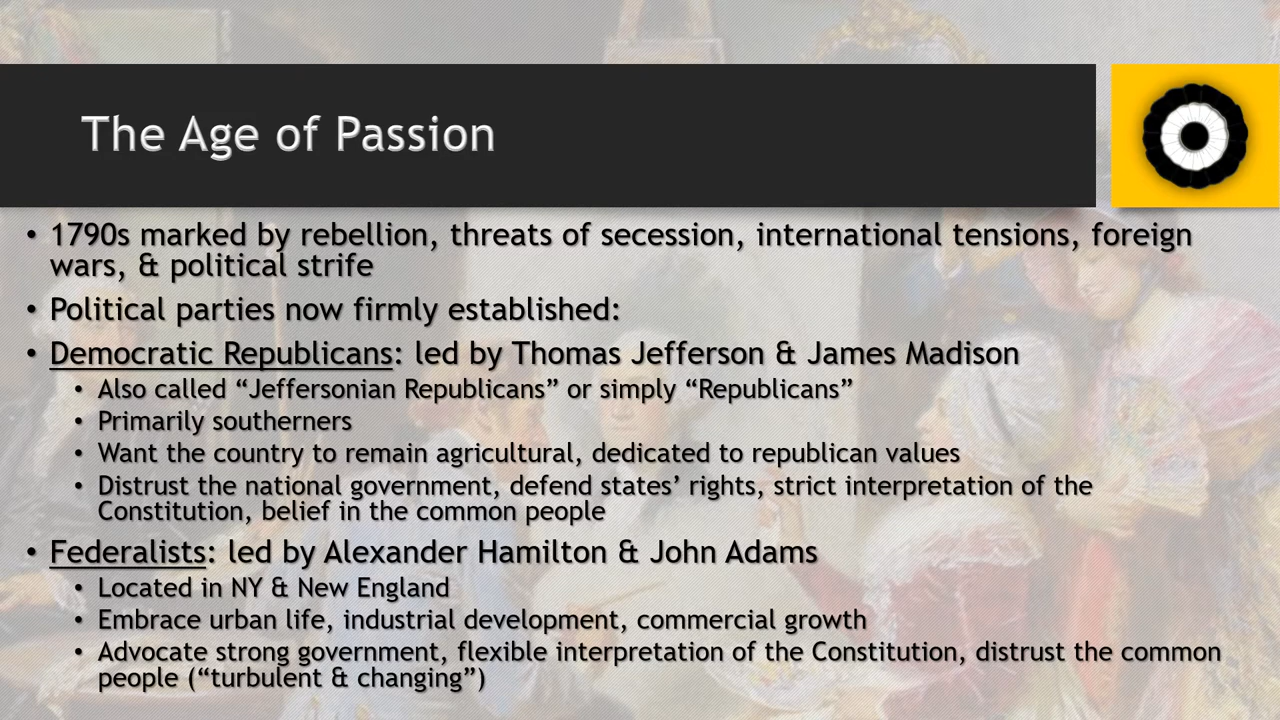 The Age of Passion
• 1790s marked by rebellion, threats of secession, international tensions, foreign
wars, & political strife
• Political parties now firmly established:
• Democratic Republicans: led by Thomas Jefferson & James Madison
• Also called “Jeffersonian Republicans” or simply “Republicans”
• Primarily southerners
• Want the country to remain agricultural, dedicated to republican values
• Distrust the national government, defend states’ rights, strict interpretation of the
Constitution, belief in the common people
• Federalists: led by Alexander Hamilton & John Adams
• Located in NY & New England
• Embrace urban life, industrial development, commercial growth
• Advocate strong government, flexible interpretation of the Constitution, distrust the common
people (“turbulent & changing”)